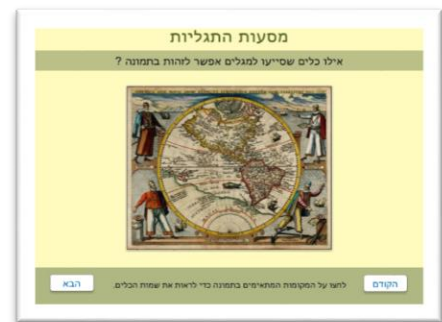 מסעות התגליות
אילו כלים שסייעו למגלים אפשר לזהות בתמונה ?
הקודם
לחצו על המקומות המתאימים בתמונה כדי לראות את שמות הכלים.
הבא